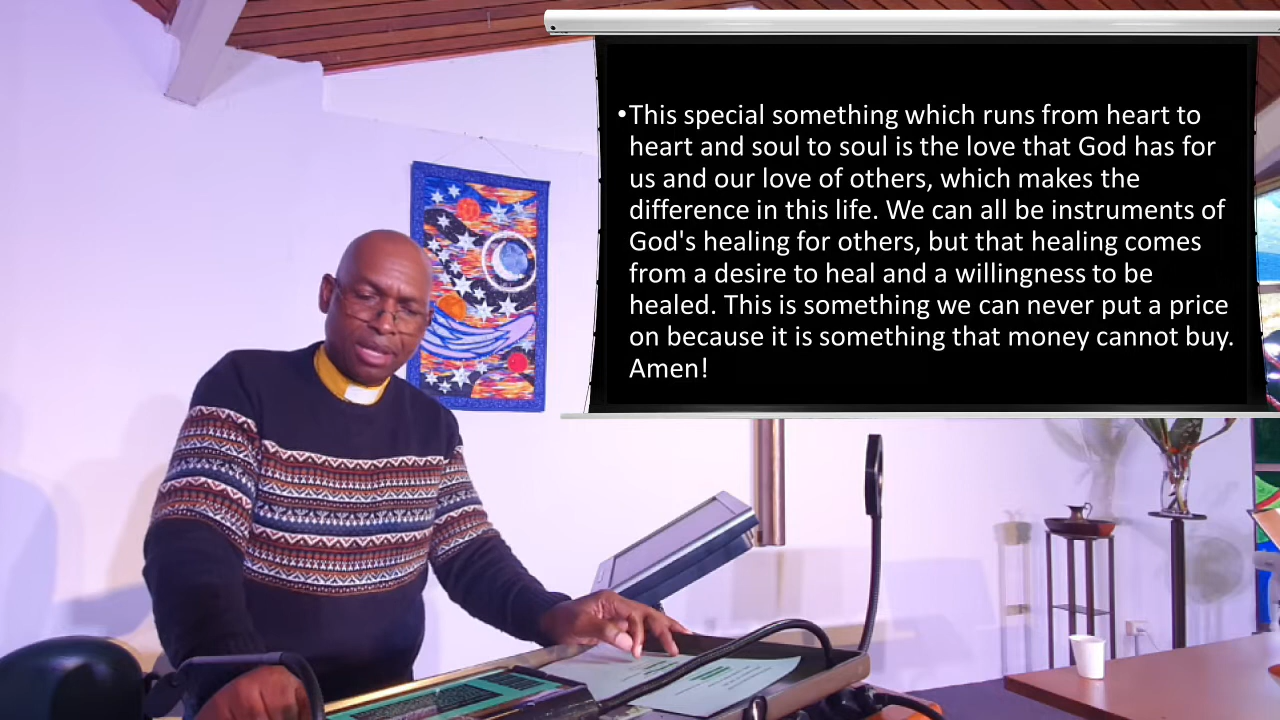 •This special something which runs from heart to
heart and soul to soul is the love that God has for
us and our love of others, which makes the
difference in this life. We can all be instruments of
God's healing for others, but that healing comes
from a desire to heal and a willingness to be
healed. This is something we can never put a price
on because it is something that money cannot buy.
Amen!